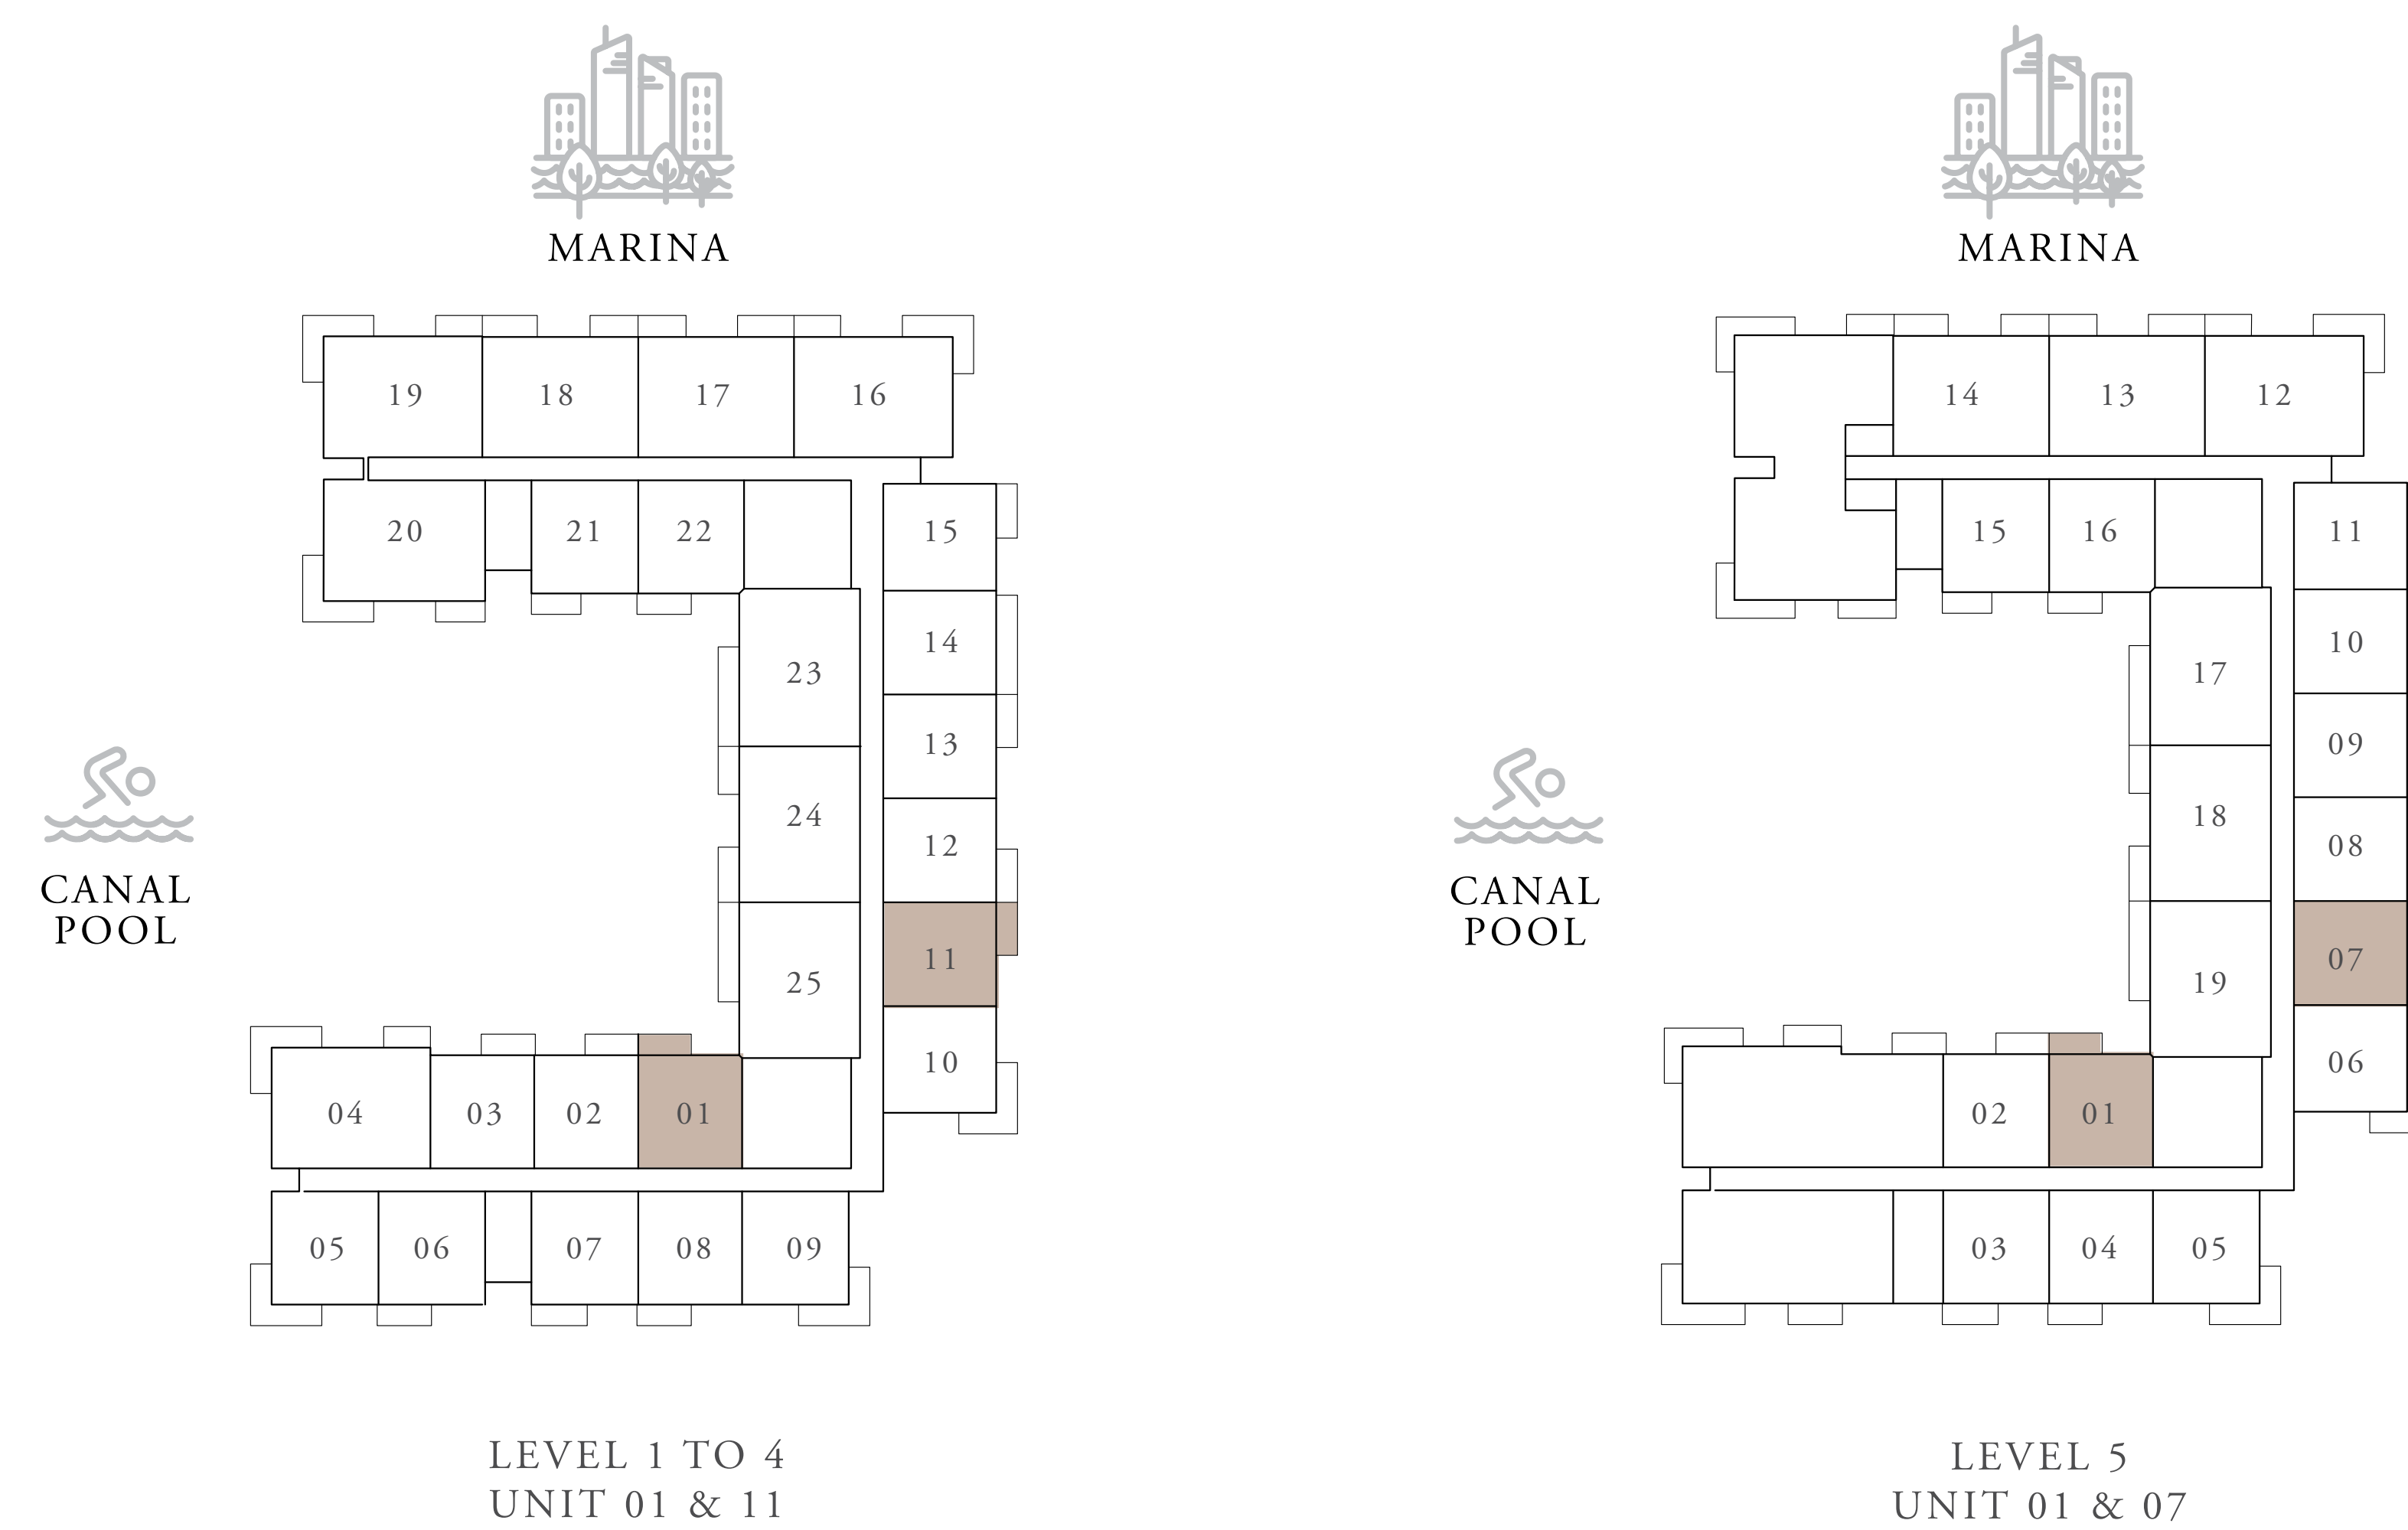 MARINA
19 18 17 16
20 21 22 15
14
23
13
24 12
CANAL
POOL
25 11
10
04 03 02 01
05 06 07 08 09
LEVEL 1 TO 4
UNIT 01 & 11
MARINA
14 13 12
15 16 11
10
17
09
18 08
CANAL
POOL
19 07
06
02 01
03 04 05
LEVEL 5
UNIT 01 & 07